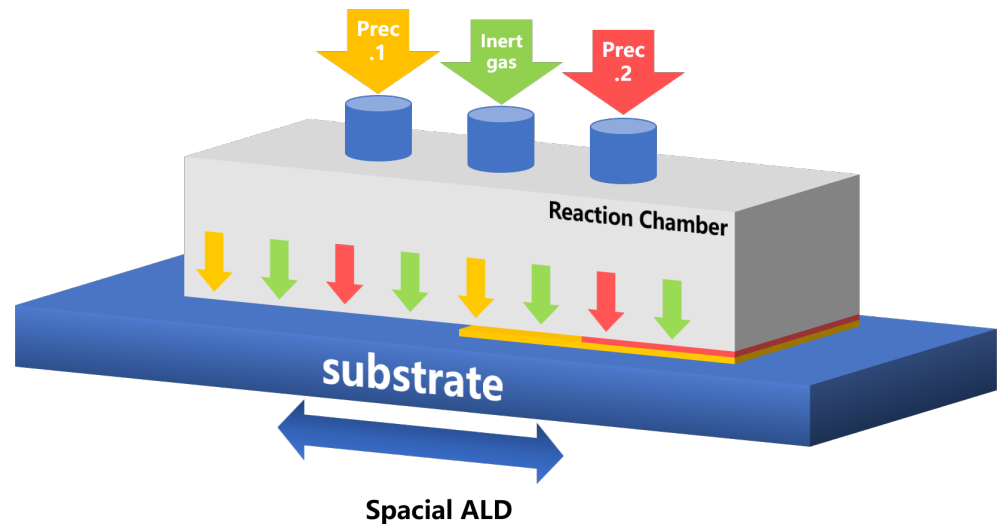 Prec
.1
Inert
gas
Prec
.2
Reaction Chamber
substrate
Spacial ALD